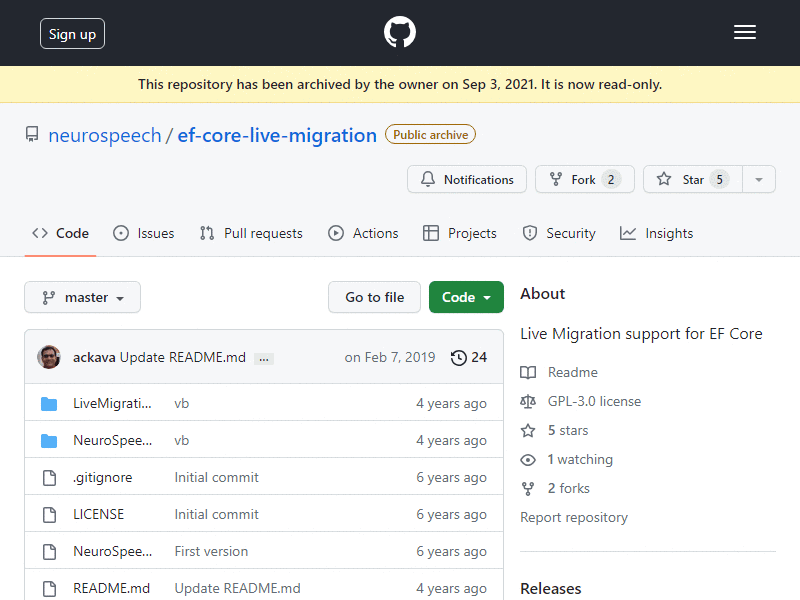 Sign up
This repository has been archived by the owner on Sep 3, 2021. It is now read-only.
neurospeech / ef-core-live-migration Public archive
Notifications Fork 2 Star 5
Code Issues Pull requests Actions Projects Security Insights
master Go to file Code
ackava Update README.md ... on Feb 7, 2019 24
LiveMigrati... vb 4 years ago
NeuroSpee... vb 4 years ago
.gitignore Initial commit 6 years ago
LICENSE Initial commit 6 years ago
NeuroSpee... First version 6 years ago
README.md Update README.md 4 years ago
About
Live Migration support for EF Core
Readme
GPL-3.0 license
5 stars
1 watching
2 forks
Report repository
Releases